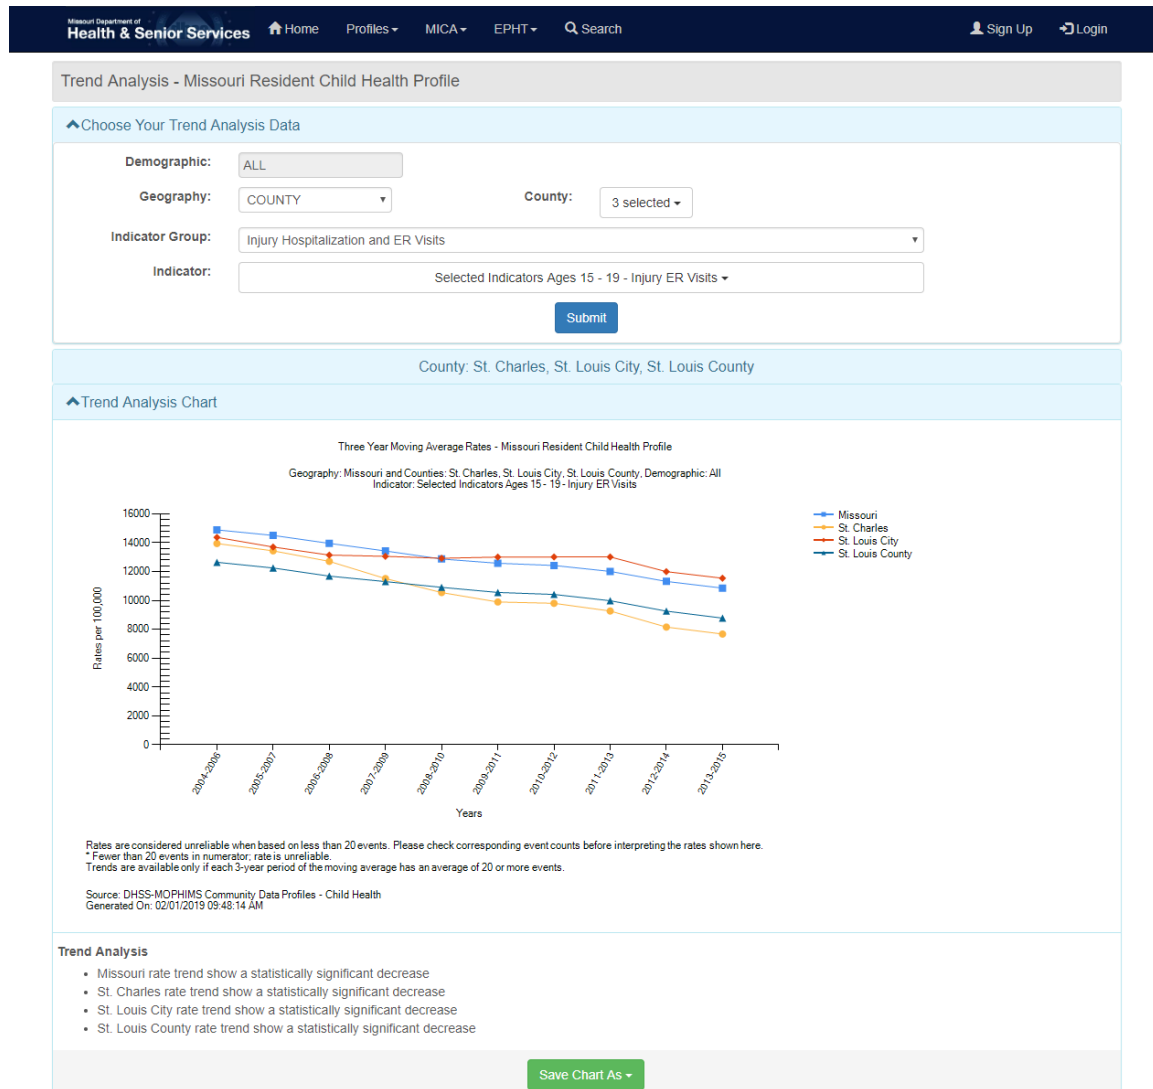 Missouri Department of
Health & Senior Services Home Profiles MICA EPHT Search Sign Up Login
Trend Analysis - Missouri Resident Child Health Profile
Choose Your Trend Analysis Data
Demographic: ALL
Geography: COUNTY County: 3 selected
Indicator Group: Injury Hospitalization and ER Visits
Indicator: Selected Indicators Ages 15 - 19 - Injury ER Visits
Submit
County: St. Charles, St. Louis City, St. Louis County
Trend Analysis Chart
Three Year Moving Average Rates - Missouri Resident Child Health Profile
Geography: Missouri and Counties: St. Charles, St. Louis City, St. Louis County, Demographic: All
Indicator: Selected Indicators Ages 15 - 19 - Injury ER Visits
16000
14000
12000
10000
8000
6000
4000
2000
0
Rates per 100,000
Missouri
St. Charles
St. Louis City
St. Louis County
2004-2006
2005-2007
2006-2008
2007-2009
2008-2010
2009-2011
2010-2012
2011-2013
2012-2014
2013-2015
Years
Rates are considered unreliable when based on less than 20 events. Please check corresponding event counts before interpreting the rates shown here.
* Fewer than 20 events in numerator; rate is unreliable.
Trends are available only if each 3-year period of the moving average has an average of 20 or more events.
Source: DHSS-MOPHIMS Community Data Profiles - Child Health
Generated On: 02/01/2019 09:48:14 AM
Trend Analysis
• Missouri rate trend show a statistically significant decrease
• St. Charles rate trend show a statistically significant decrease
• St. Louis City rate trend show a statistically significant decrease
• St. Louis County rate trend show a statistically significant decrease
Save Chart As